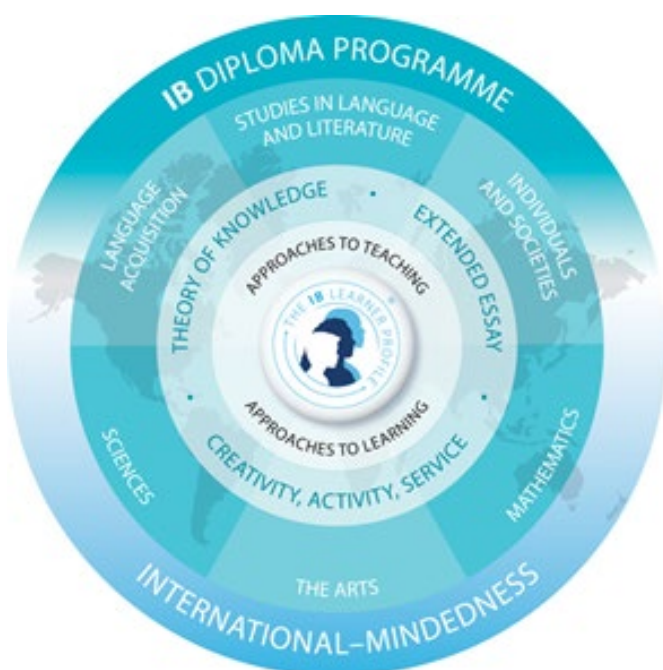 IB DIPLOMA PROGRAMME
STUDIES IN LANGUAGE
AND LITERATURE
LANGUAGE
ACQUISITION
INDIVIDUALS
AND SOCIETIES
THEORY OF KNOWLEDGE
•
EXTENDED ESSAY
APPROACHES TO TEACHING
THE IB LEARNER PROFILE
APPROACHES TO LEARNING
•
•
CREATIVITY, ACTIVITY, SERVICE
SCIENCES
MATHEMATICS
THE ARTS
INTERNATIONAL–MINDEDNESS